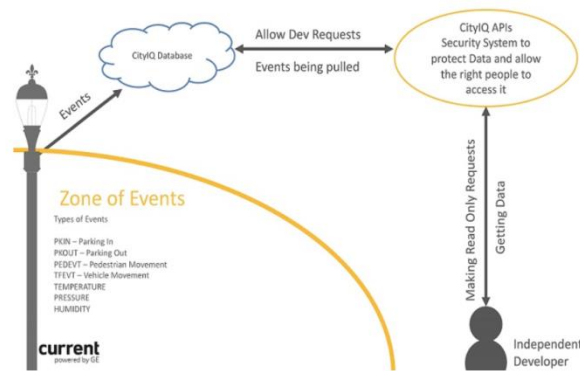 CityIQ Database
Allow Dev Requests
Events being pulled
CityIQ APIs
Security System to
protect Data and allow
the right people to
access it
Events
Zone of Events
Types of Events
PKIN – Parking In
PKOUT – Parking Out
PEDEVT – Pedestrian Movement
TFEVT – Vehicle Movement
TEMPERATURE
PRESSURE
HUMIDITY
Making Read Only Requests
Getting Data
current
powered by GE
Independent
Developer